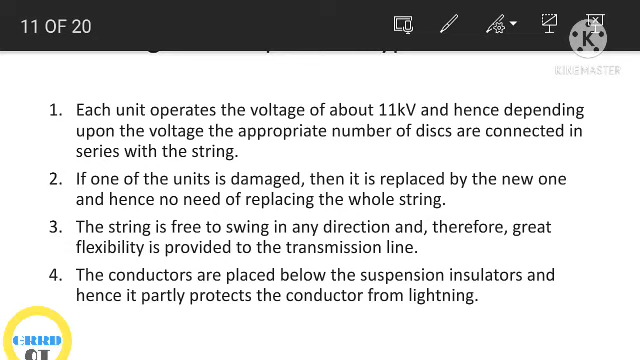 11 OF 20
KINEMASTER
1. Each unit operates the voltage of about 11kV and hence depending
upon the voltage the appropriate number of discs are connected in
series with the string.
2. If one of the units is damaged, then it is replaced by the new one
and hence no need of replacing the whole string.
3. The string is free to swing in any direction and, therefore, great
flexibility is provided to the transmission line.
4. The conductors are placed below the suspension insulators and
hence it partly protects the conductor from lightning.